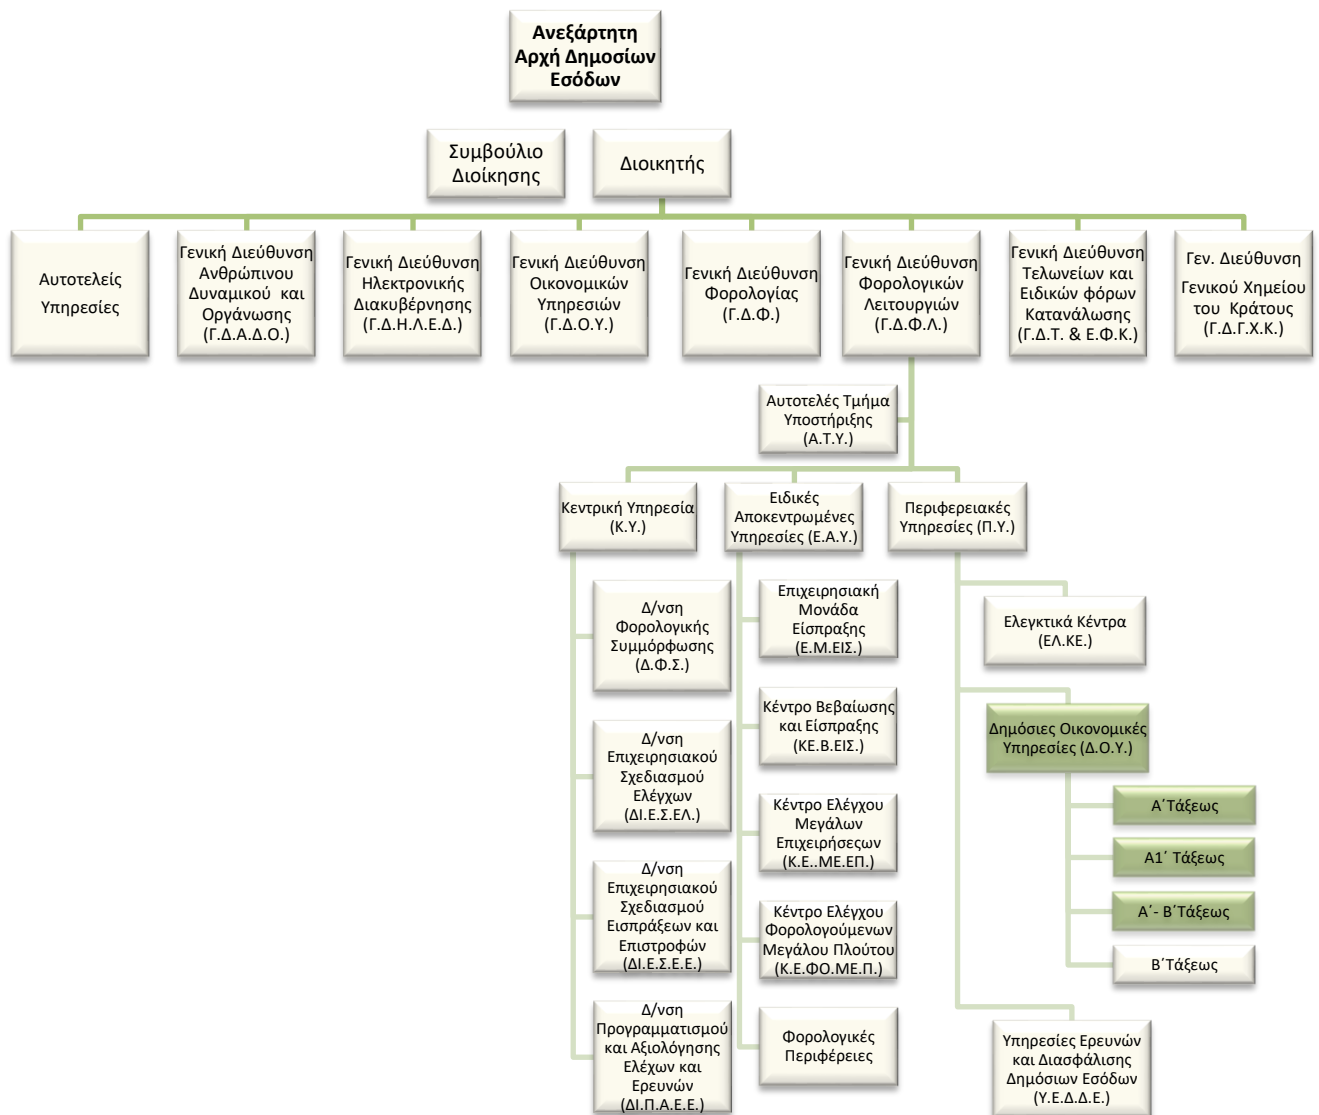 Ανεξάρτητη
Αρχή Δημοσίων
Εσόδων
Συμβούλιο
Διοίκησης
Διοικητής
Αυτοτελείς
Υπηρεσίες
Γενική Διεύθυνση
Ανθρώπινου
Δυναμικού και
Οργάνωσης
(Γ.Δ.Α.Δ.Ο.)
Γενική Διεύθυνση
Ηλεκτρονικής
Διακυβέρνησης
(Γ.Δ.Η.Λ.Ε.Δ.)
Γενική Διεύθυνση
Οικονομικών
Υπηρεσιών
(Γ.Δ.Ο.Υ.)
Γενική Διεύθυνση
Φορολογίας
(Γ.Δ.Φ.)
Γενική Διεύθυνση
Φορολογικών
Λειτουργιών
(Γ.Δ.Φ.Λ.)
Γενική Διεύθυνση
Τελωνείων και
Ειδικών φόρων
Κατανάλωσης
(Γ.Δ.Τ. & Ε.Φ.Κ.)
Γεν. Διεύθυνση
Γενικού Χημείου
του Κράτους
(Γ.Δ.Γ.Χ.Κ.)
Αυτοτελές Τμήμα
Υποστήριξης
(Α.Τ.Υ.)
Κεντρική Υπηρεσία
(Κ.Υ.)
Ειδικές
Αποκεντρωμένες
Υπηρεσίες (Ε.Α.Υ.)
Περιφερειακές
Υπηρεσίες (Π.Υ.)
Δ/νση
Φορολογικής
Συμμόρφωσης
(Δ.Φ.Σ.)
Δ/νση
Επιχειρησιακού
Σχεδιασμού
Ελέγχων
(ΔΙ.Ε.Σ.ΕΛ.)
Δ/νση
Επιχειρησιακού
Σχεδιασμού
Εισπράξεων και
Επιστροφών
(ΔΙ.Ε.Σ.Ε.Ε.)
Δ/νση
Προγραμματισμού
και Αξιολόγησης
Ελέχων και
Ερευνών
(ΔΙ.Π.Α.Ε.Ε.)
Επιχειρησιακή
Μονάδα
Είσπραξης
(Ε.Μ.ΕΙΣ.)
Κέντρο Βεβαίωσης
και Είσπραξης
(ΚΕ.Β.ΕΙΣ.)
Κέντρο Ελέγχου
Μεγάλων
Επιχειρήσεςων
(Κ.Ε..ΜΕ.ΕΠ.)
Κέντρο Ελέγχου
Φορολογούμενων
Μεγάλου Πλούτου
(Κ.Ε.ΦΟ.ΜΕ.Π.)
Φορολογικές
Περιφέρειες
Ελεγκτικά Κέντρα
(ΕΛ.ΚΕ.)
Δημόσιες Οικονομικές
Υπηρεσίες (Δ.Ο.Υ.)
Α΄Τάξεως
Α1΄ Τάξεως
Α΄- Β΄Τάξεως
Β΄Τάξεως
Υπηρεσίες Ερευνών
και Διασφάλισης
Δημόσιων Εσόδων
(Υ.Ε.Δ.Δ.Ε.)